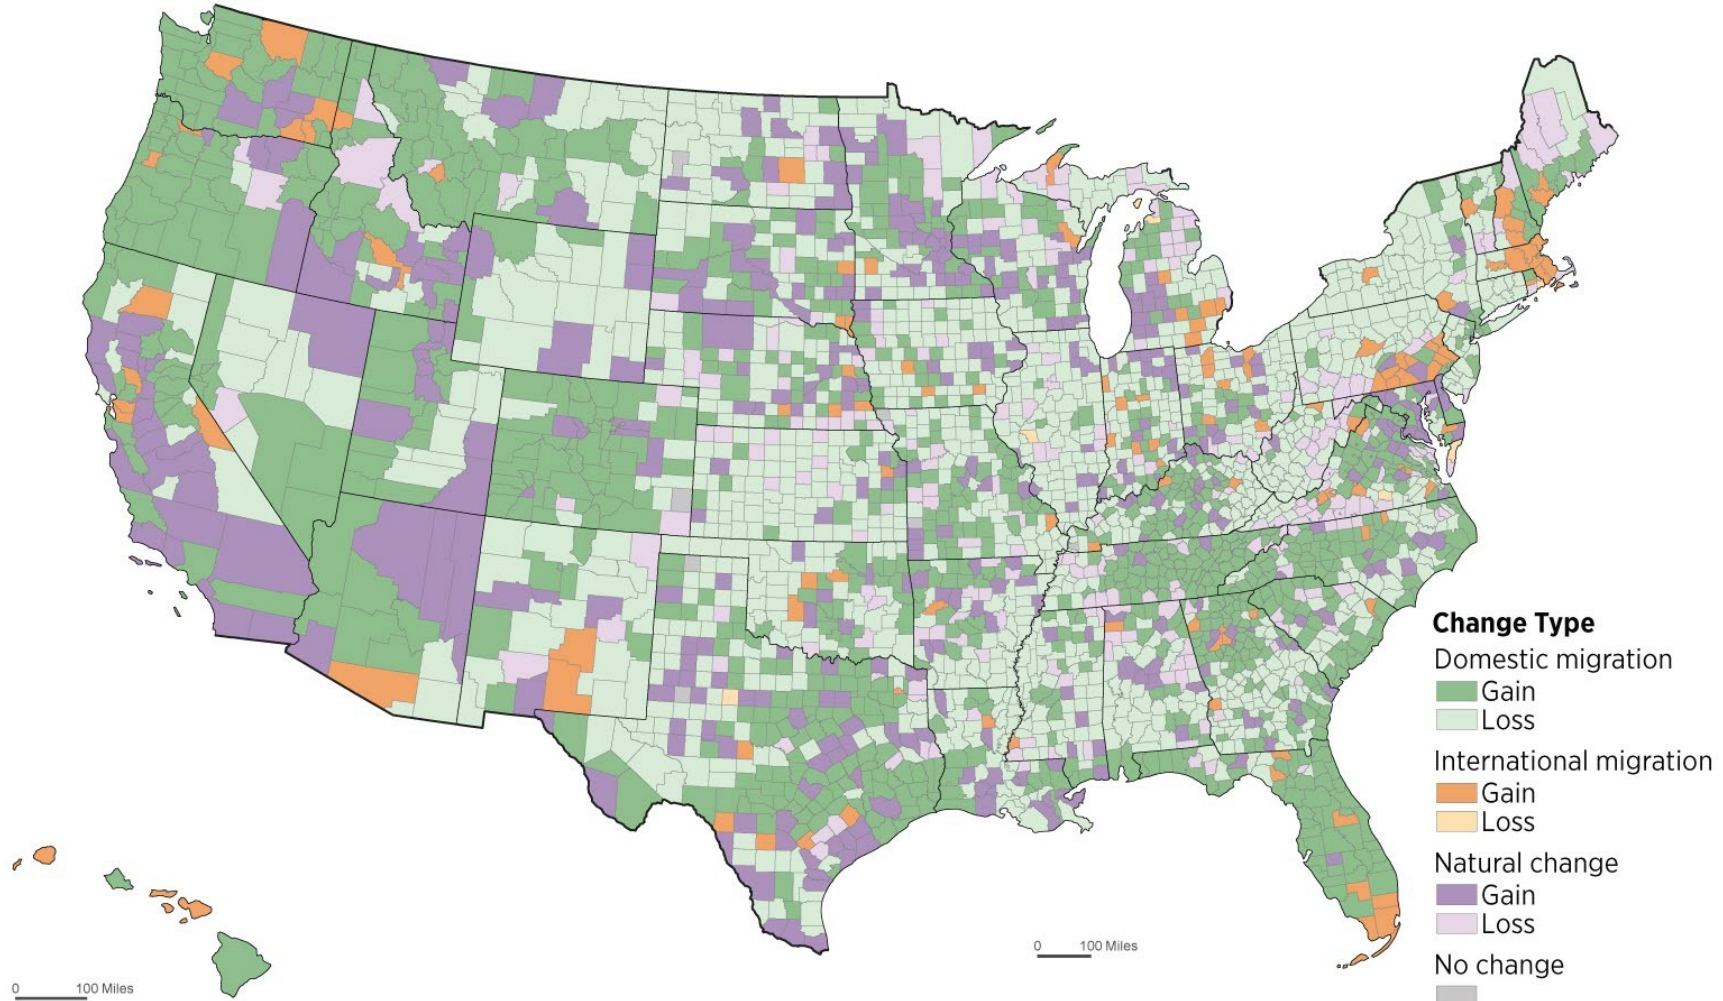 Change Type
Domestic migration
Gain
Loss
International migration
Gain
Loss
Natural change
Gain
Loss
No change
0 100 Miles
0 100 Miles